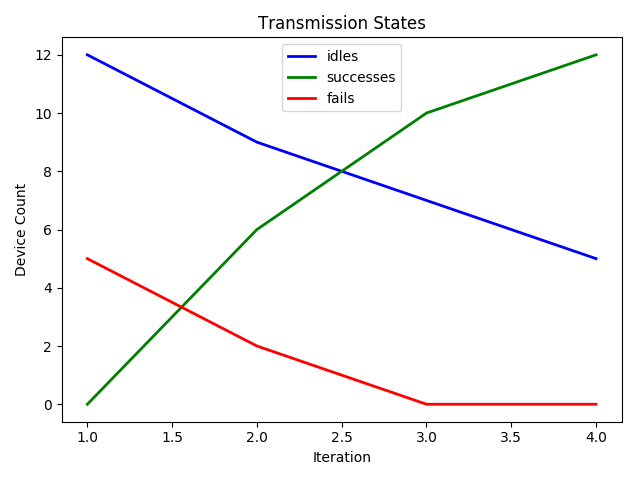 Transmission States
idles
successes
fails
Device Count
12
10
8
6
4
2
0
1.0 1.5 2.0 2.5 3.0 3.5 4.0
Iteration